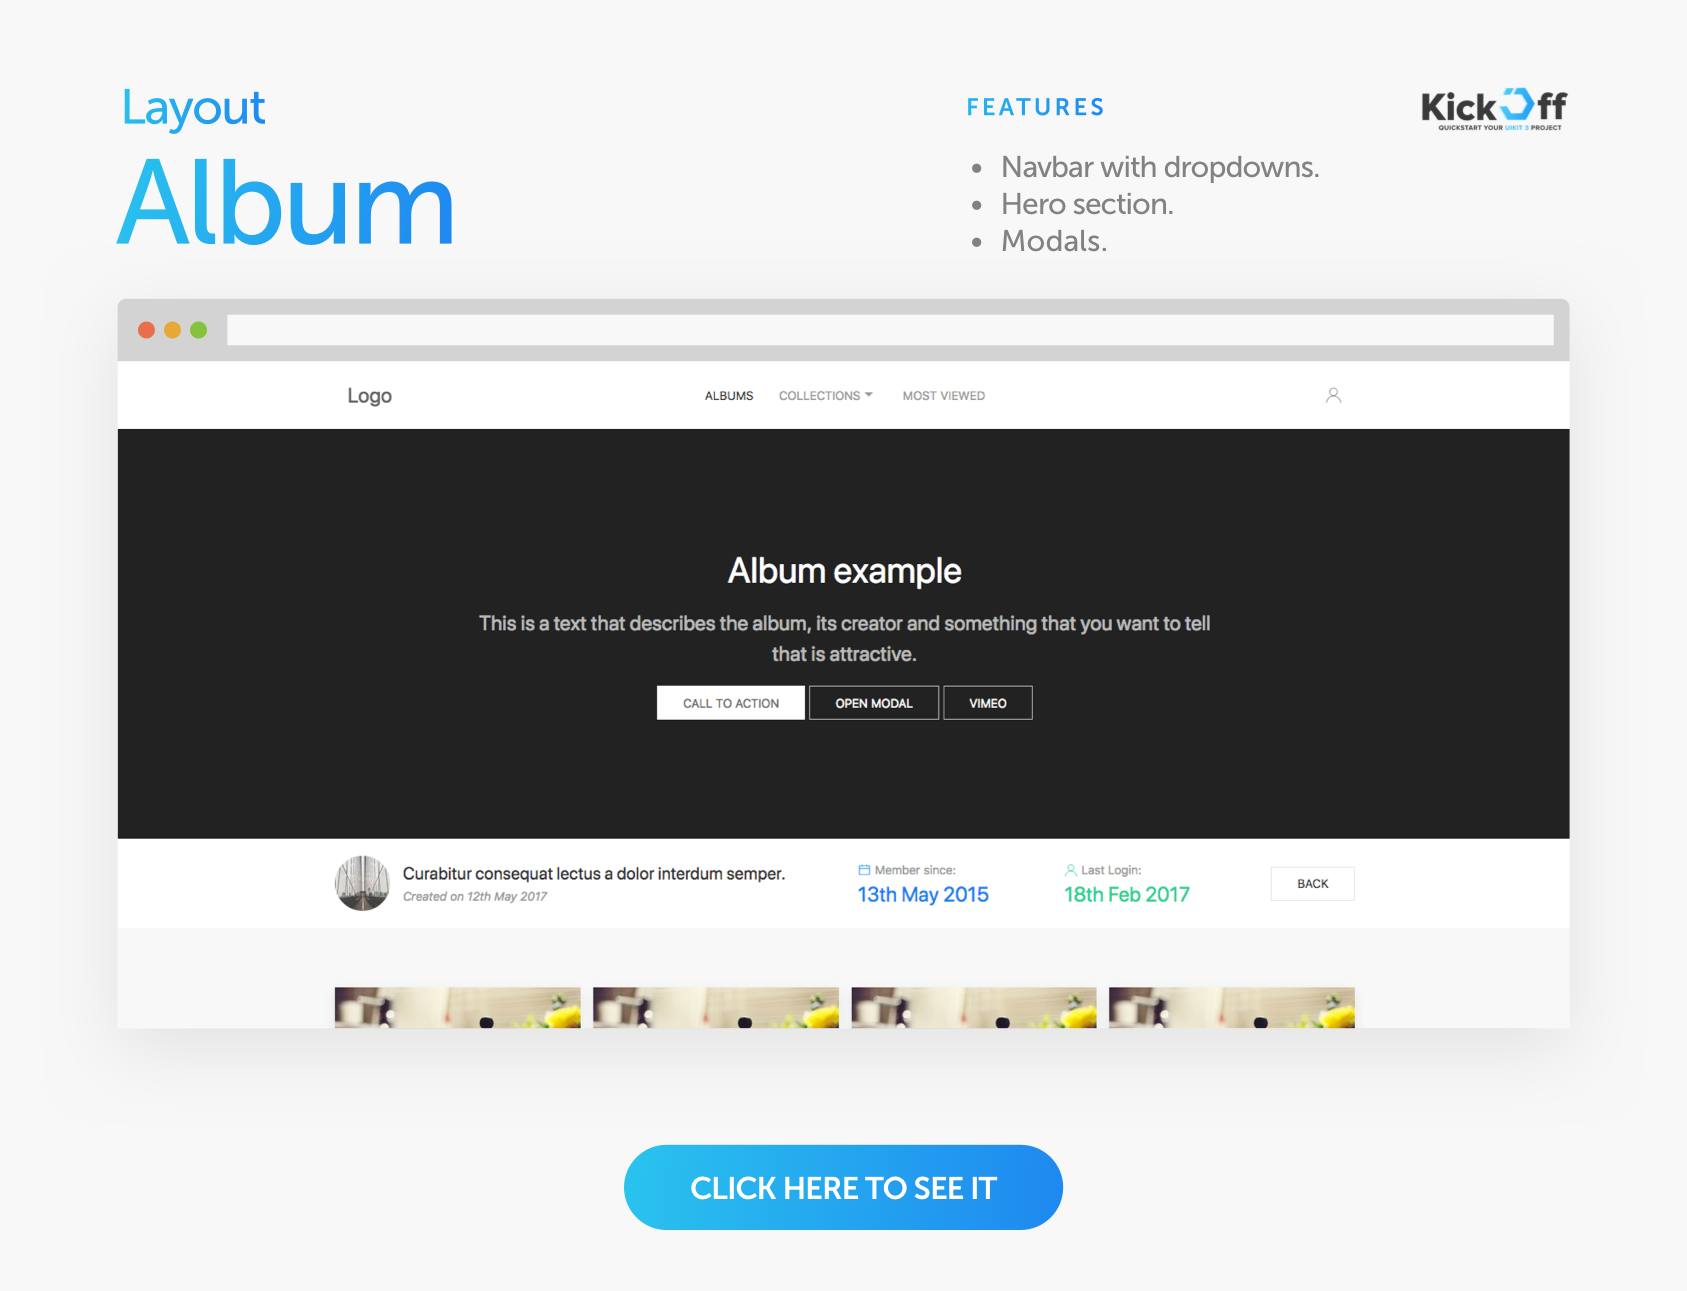 Layout
Album
FEATURES
• Navbar with dropdowns.
• Hero section.
• Modals.
Kick Off
QUICKSTART YOUR UIKIT 3 PROJECT
Logo
ALBUMS
COLLECTIONS
MOST VIEWED
Album example
This is a text that describes the album, its creator and something that you want to tell
that is attractive.
CALL TO ACTION
OPEN MODAL
VIMEO
Curabitur consequat lectus a dolor interdum semper.
Created on 12th May 2017
Member since:
13th May 2015
Last Login:
18th Feb 2017
BACK
CLICK HERE TO SEE IT